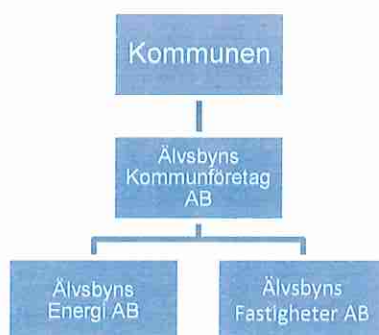 Kommunen
Älvsbyns
Kommunföretag
AB
Älvsbyns
Energi AB
Älvsbyns
Fastigheter AB